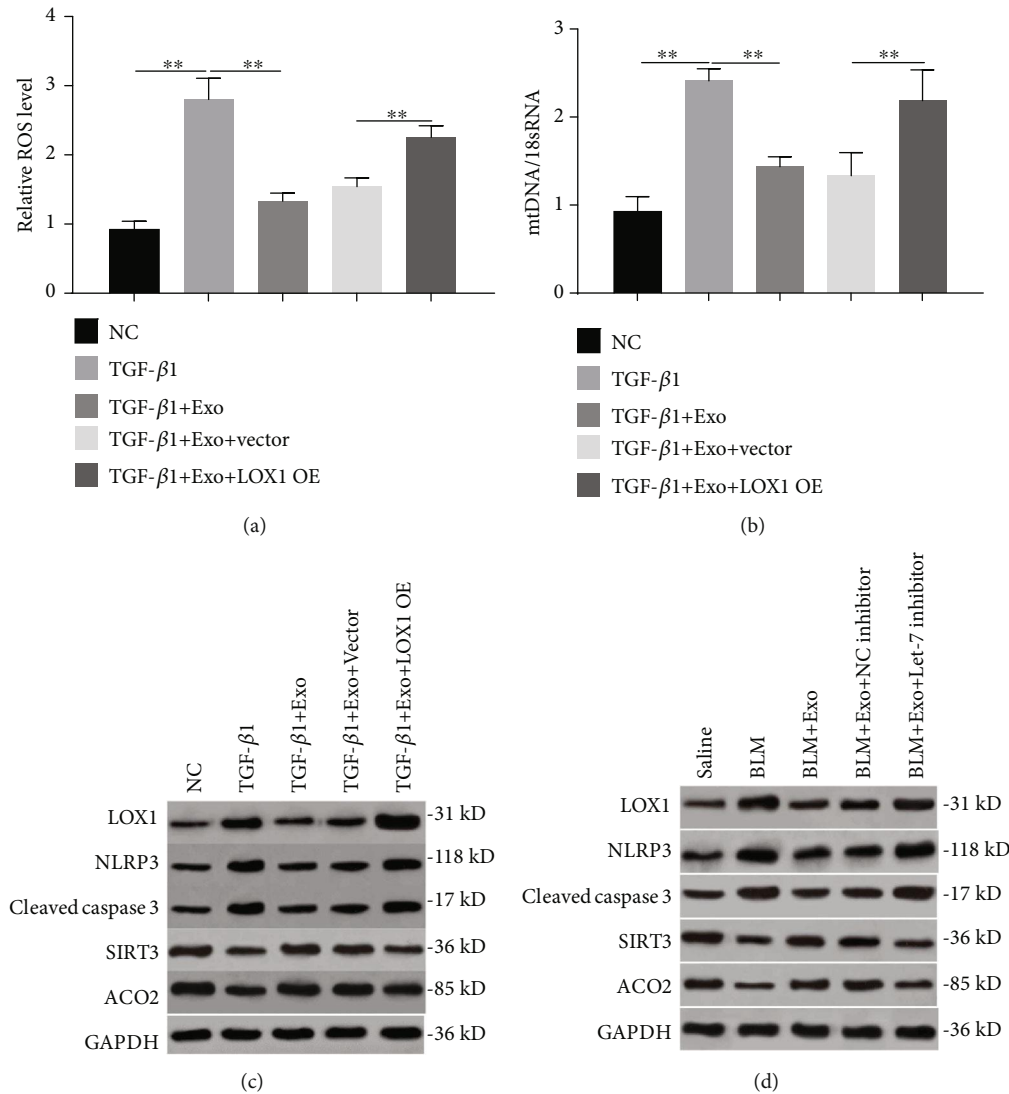 4
3
2
1
0
Relative ROS level
**
**
**
NC
TGF-β1
TGF-β1+Exo
TGF-β1+Exo+vector
TGF-β1+Exo+LOX1 OE
(a)
3
2
1
0
mtDNA/18sRNA
**
**
**
NC
TGF-β1
TGF-β1+Exo
TGF-β1+Exo+vector
TGF-β1+Exo+LOX1 OE
(b)
NC
TGF-β1
TGF-β1+Exo
TGF-β1+Exo+Vector
TGF-β1+Exo+LOX1 OE
LOX1 -31 kD
NLRP3 -118 kD
Cleaved caspase 3 -17 kD
SIRT3 -36 kD
ACO2 -85 kD
GAPDH -36 kD
(c)
Saline
BLM
BLM+Exo
BLM+Exo+NC inhibitor
BLM+Exo+Let-7 inhibitor
LOX1 -31 kD
NLRP3 -118 kD
Cleaved caspase 3 -17 kD
SIRT3 -36 kD
ACO2 -85 kD
GAPDH -36 kD
(d)